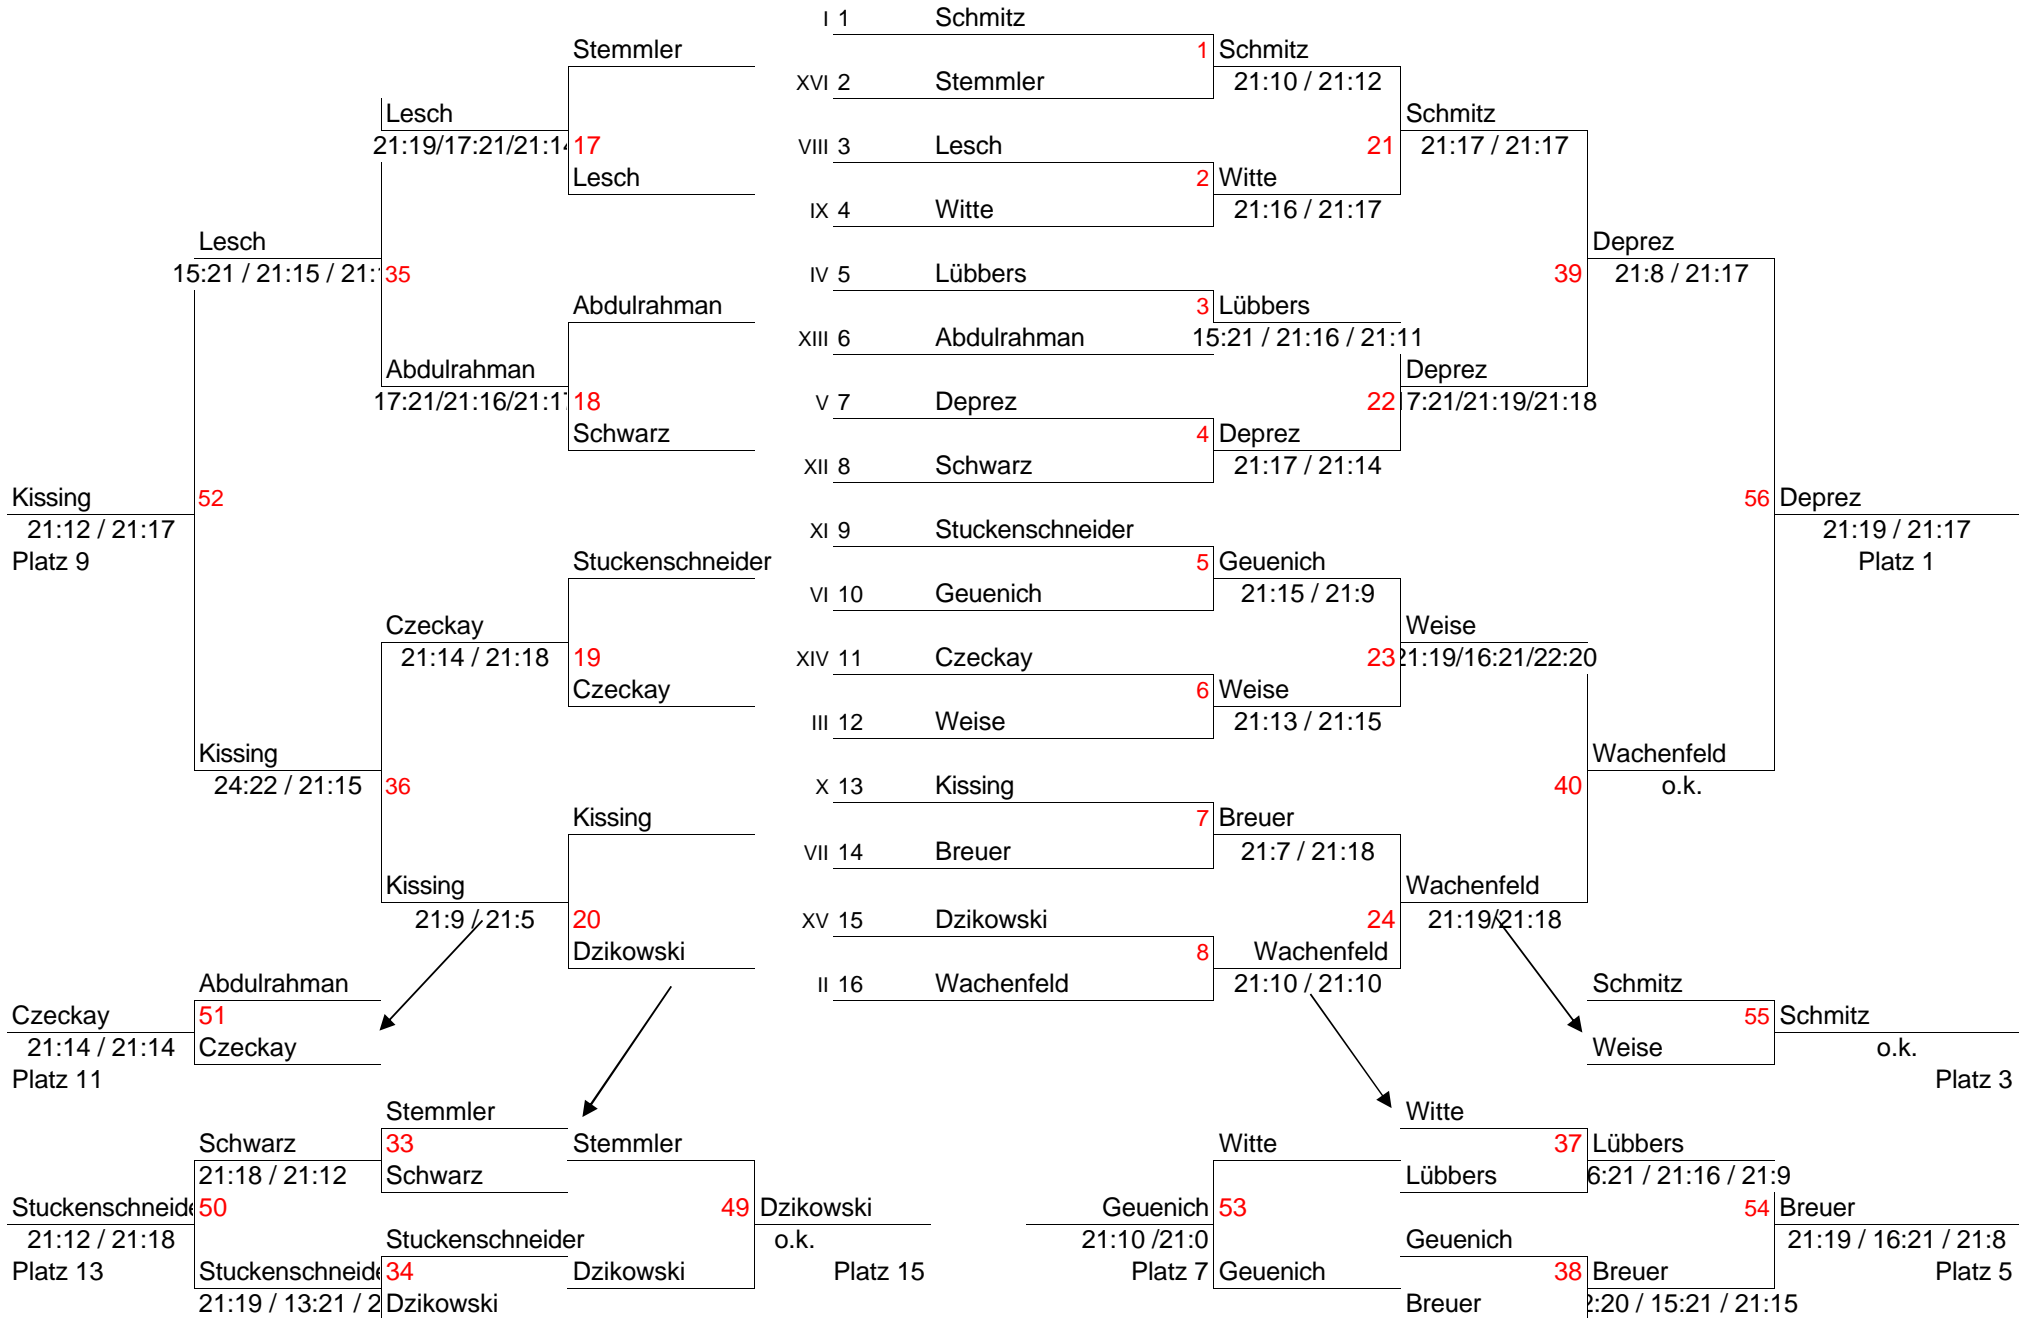 I 1 Schmitz
Stemmler 1 Schmitz
XVI 2 Stemmler 21:10 / 21:12
Lesch Schmitz
21:19/17:21/21:14 17 VIII 3 Lesch 21 21:17 / 21:17
Lesch 2 Witte
IX 4 Witte 21:16 / 21:17
Lesch Deprez
15:21 / 21:15 / 21: 35 IV 5 Lübbers 39 21:8 / 21:17
Abdulrahman 3 Lübbers
XIII 6 Abdulrahman 15:21 / 21:16 / 21:11
Abdulrahman Deprez
17:21/21:16/21:17 18 V 7 Deprez 22 17:21/21:19/21:18
Schwarz 4 Deprez
XII 8 Schwarz 21:17 / 21:14
Kissing 52 56 Deprez
21:12 / 21:17 XI 9 Stuckenschneider 21:19 / 21:17
Platz 9 Stuckenschneider 5 Geuenich Platz 1
VI 10 Geuenich 21:15 / 21:9
Czeckay Weise
21:14 / 21:18 19 XIV 11 Czeckay 23 21:19/16:21/22:20
Czeckay 6 Weise
III 12 Weise 21:13 / 21:15
Kissing Wachenfeld
24:22 / 21:15 36 X 13 Kissing 40 o.k.
Kissing 7 Breuer
VII 14 Breuer 21:7 / 21:18
Kissing Wachenfeld
21:9 / 21:5 20 XV 15 Dzikowski 24 21:19/21:18
Dzikowski 8 Wachenfeld
Abdulrahman II 16 Wachenfeld 21:10 / 21:10 Schmitz
Czeckay 51 55 Schmitz
21:14 / 21:14 Czeckay Weise o.k.
Platz 11 Platz 3
Stemmler Witte
Schwarz 33 Stemmler Witte 37 Lübbers
21:18 / 21:12 Schwarz Lübbers 6:21 / 21:16 / 21:9
Stuckenschneide 50 49 Dzikowski Geuenich 53 54 Breuer
21:12 / 21:18 Stuckenschneider o.k. 21:10 /21:0 Geuenich 21:19 / 16:21 / 21:8
Platz 13 Stuckenschneide 34 Dzikowski Platz 15 Platz 7 Geuenich 38 Breuer Platz 5
21:19 / 13:21 / 2 Dzikowski Breuer 2:20 / 15:21 / 21:15